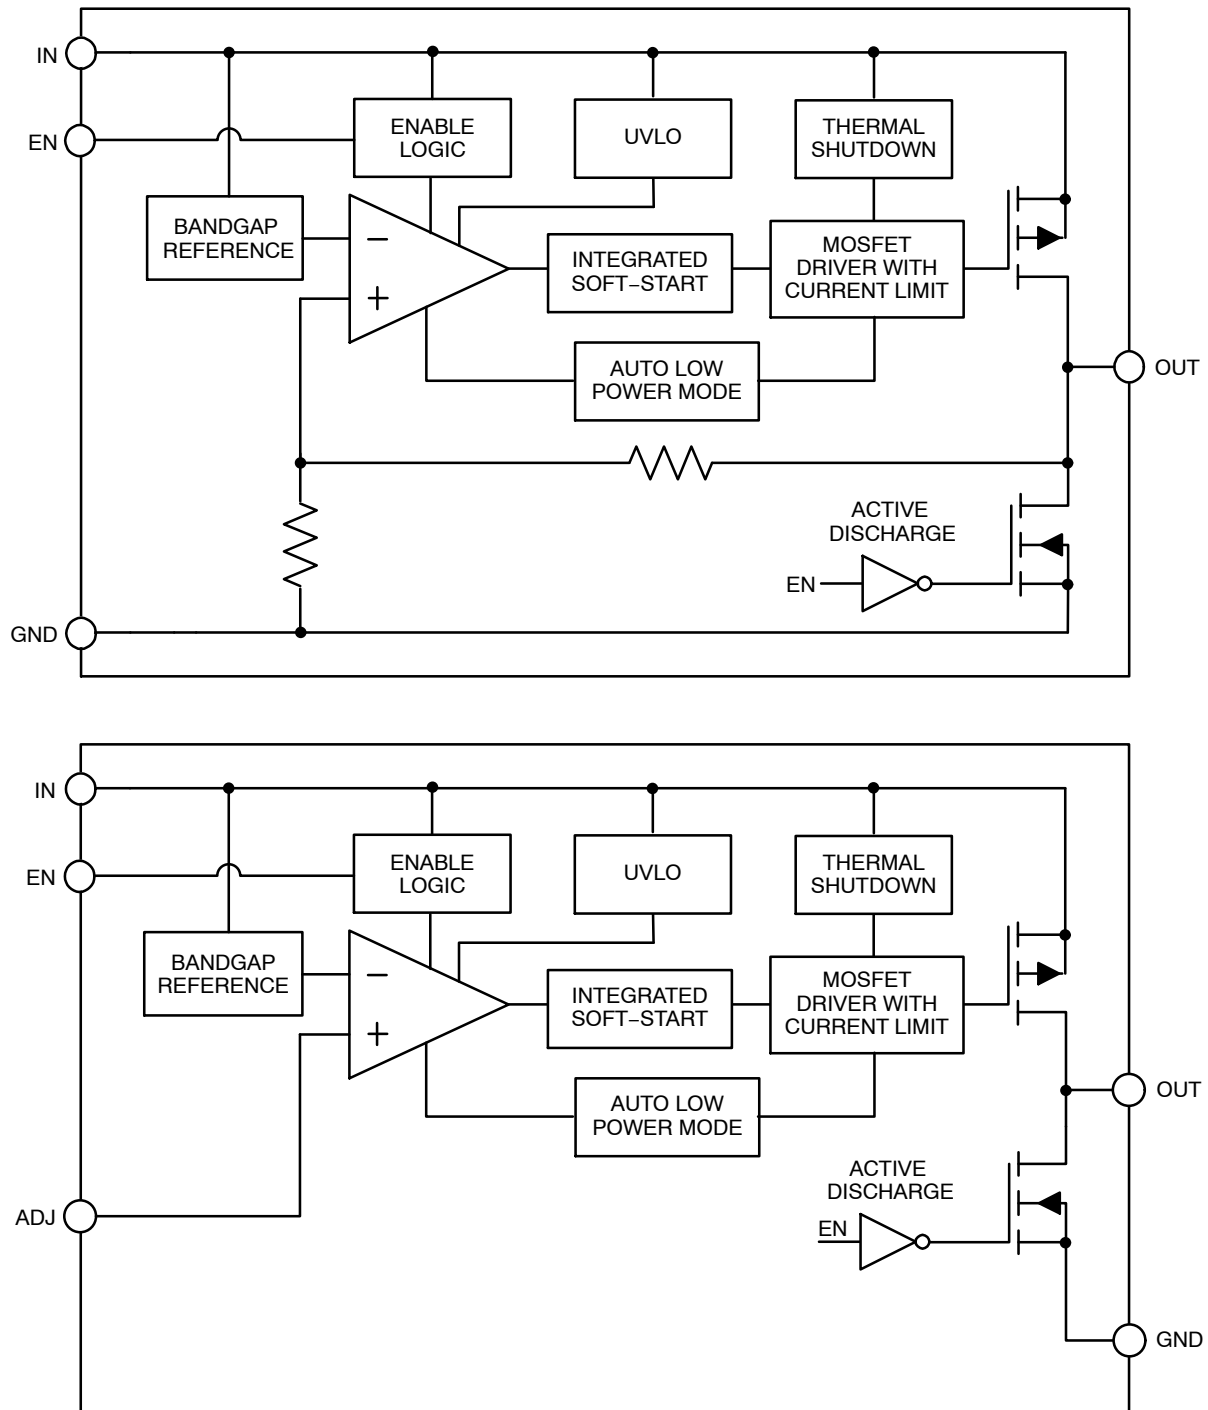 IN
EN
ENABLE
LOGIC
UVLO
THERMAL
SHUTDOWN
BANDGAP
REFERENCE
−
+
INTEGRATED
SOFT−START
MOSFET
DRIVER WITH
CURRENT LIMIT
AUTO LOW
POWER MODE
OUT
ACTIVE
DISCHARGE
EN
GND
IN
EN
ENABLE
LOGIC
UVLO
THERMAL
SHUTDOWN
BANDGAP
REFERENCE
−
+
INTEGRATED
SOFT−START
MOSFET
DRIVER WITH
CURRENT LIMIT
AUTO LOW
POWER MODE
OUT
ACTIVE
DISCHARGE
ADJ
EN
GND